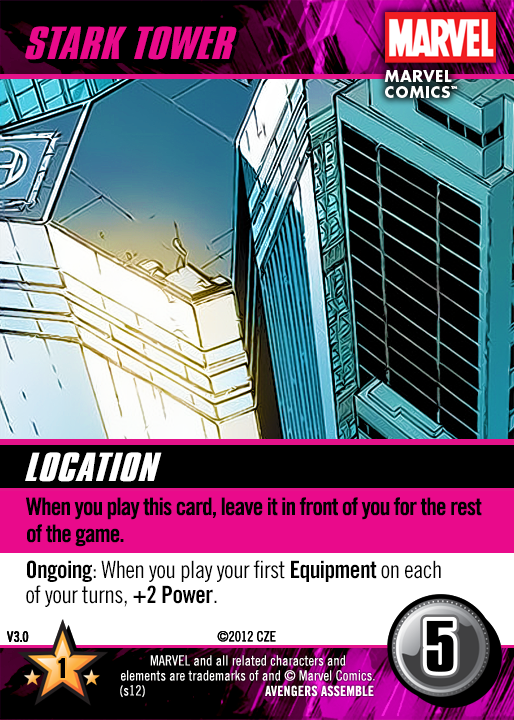 STARK TOWER
MARVEL
MARVEL
COMICS™
LOCATION
When you play this card, leave it in front of you for the rest
of the game.
Ongoing: When you play your first Equipment on each
of your turns, +2 Power.
V3.0
©2012 CZE
5
1
MARVEL and all related characters and
elements are trademarks of and © Marvel Comics.
(s12)
AVENGERS ASSEMBLE